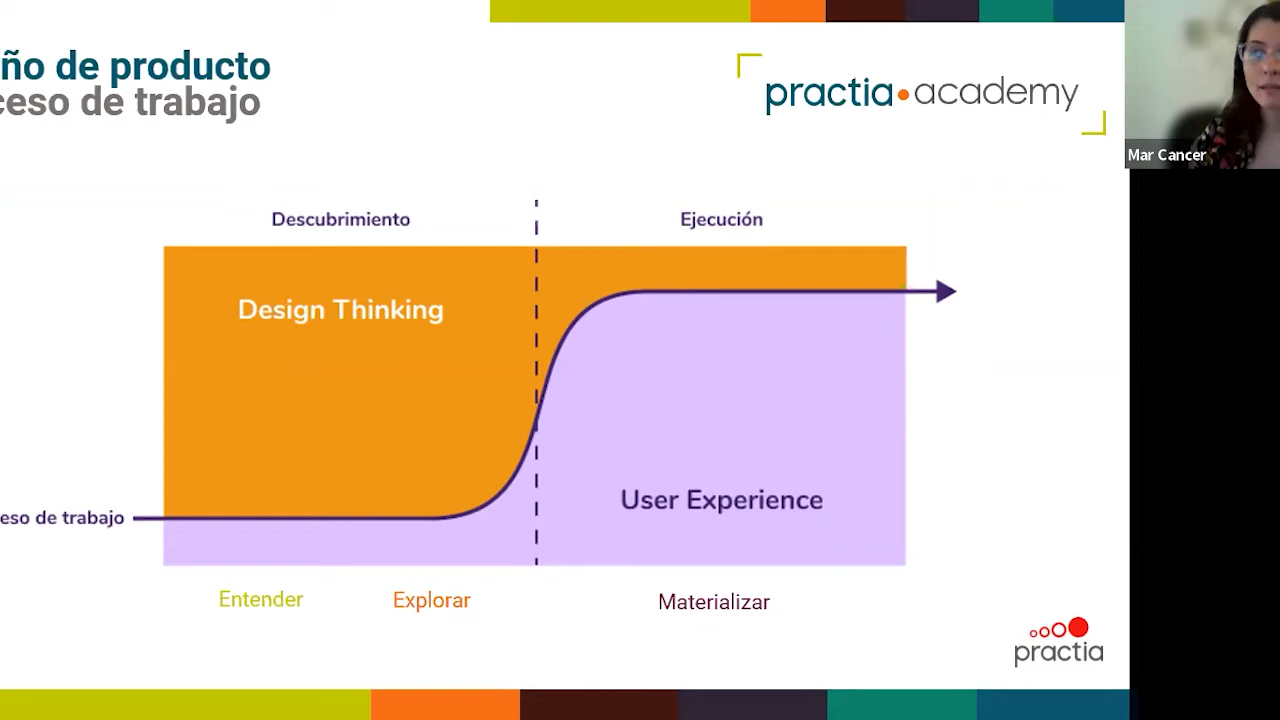 ño de producto
ceso de trabajo
practia academy
Mar Cancer
Descubrimiento
Ejecución
Design Thinking
User Experience
eso de trabajo
Entender
Explorar
Materializar
practia